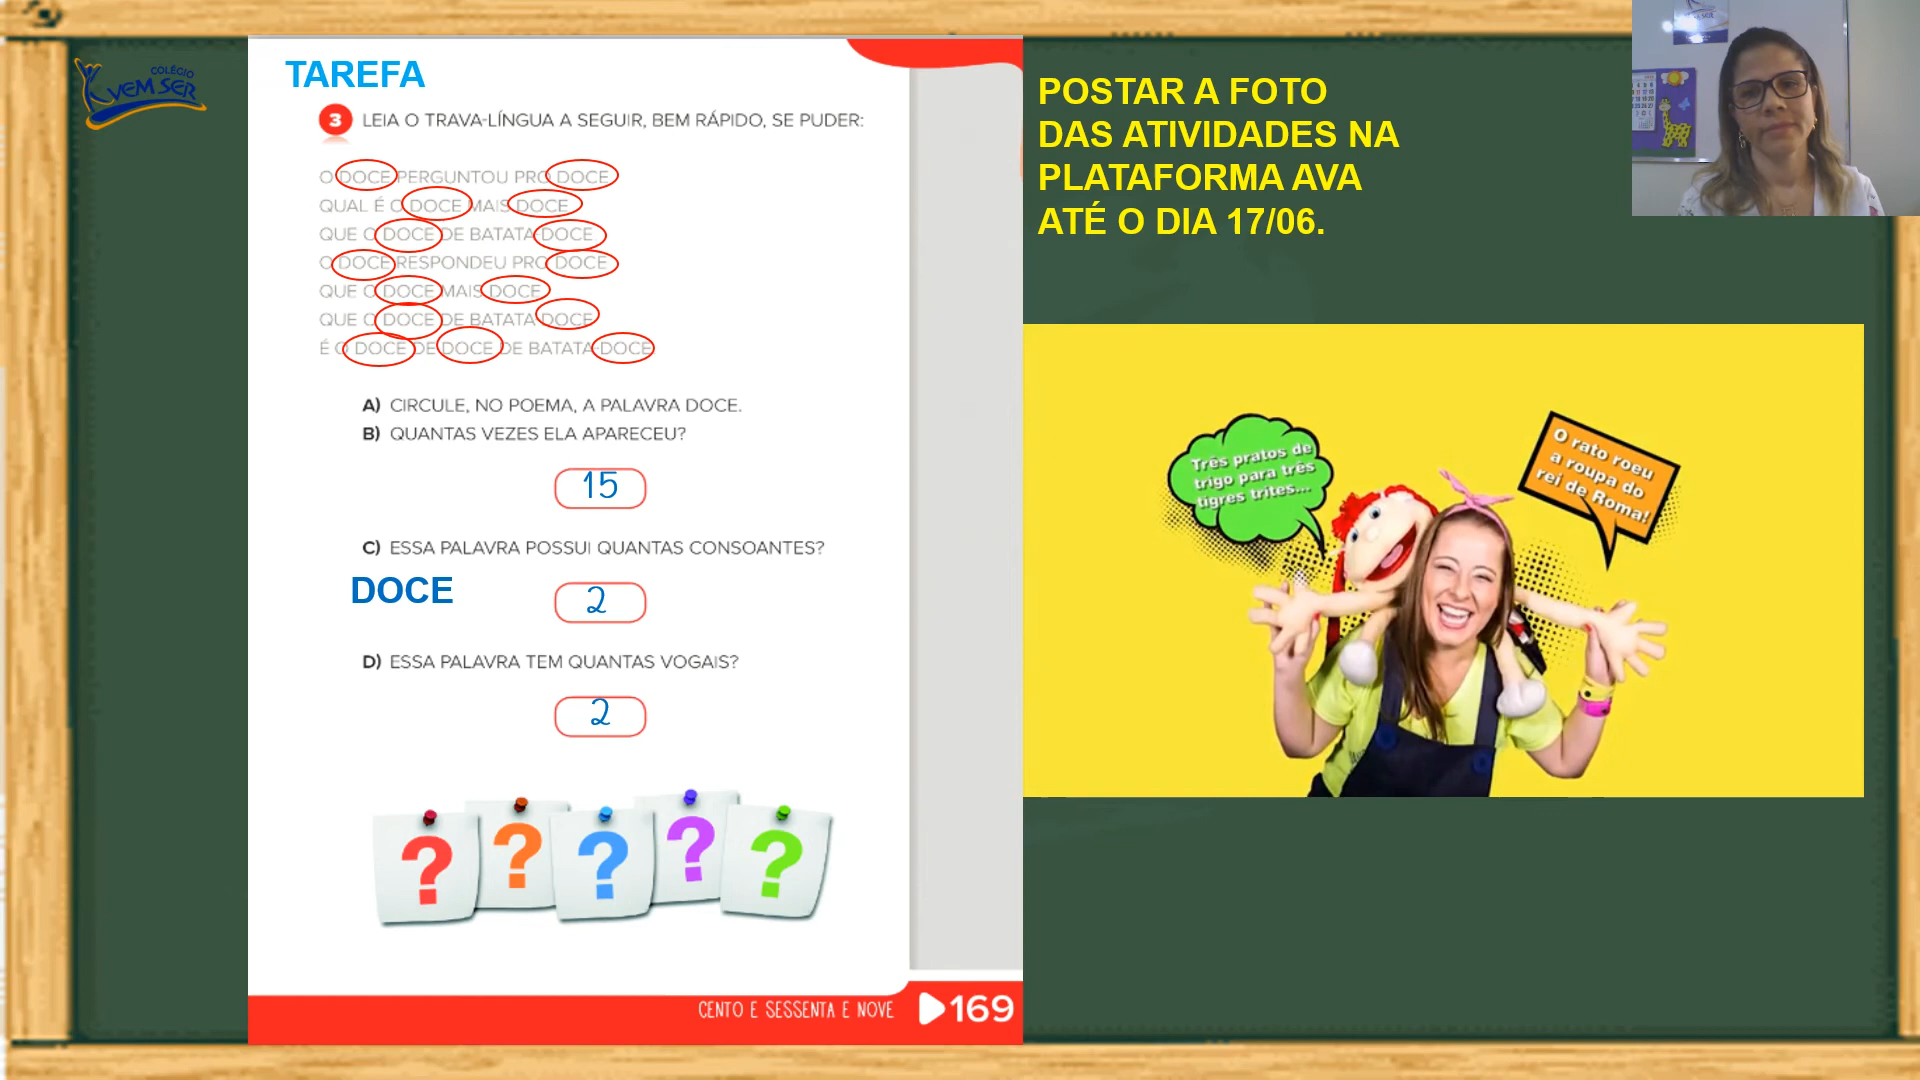 COLÉGIO
VEM SER
TAREFA
3 LEIA O TRAVA-LÍNGUA A SEGUIR, BEM RÁPIDO, SE PUDER:
O DOCE PERGUNTOU PRO DOCE
QUAL É O DOCE MAIS DOCE
QUE O DOCE DE BATATA-DOCE
O DOCE RESPONDEU PRO DOCE
QUE O DOCE MAIS DOCE
QUE O DOCE DE BATATA-DOCE
É O DOCE DE DOCE DE BATATA-DOCE
A) CIRCULE, NO POEMA, A PALAVRA DOCE.
B) QUANTAS VEZES ELA APARECEU?
15
C) ESSA PALAVRA POSSUI QUANTAS CONSOANTES?
DOCE
2
D) ESSA PALAVRA TEM QUANTAS VOGAIS?
2
? ? ? ? ?
CENTO E SESSENTA E NOVE 169
POSTAR A FOTO
DAS ATIVIDADES NA
PLATAFORMA AVA
ATÉ O DIA 17/06.
Três pratos de
trigo para três
tigres trites...
O rato roeu
a roupa do
rei de Roma!